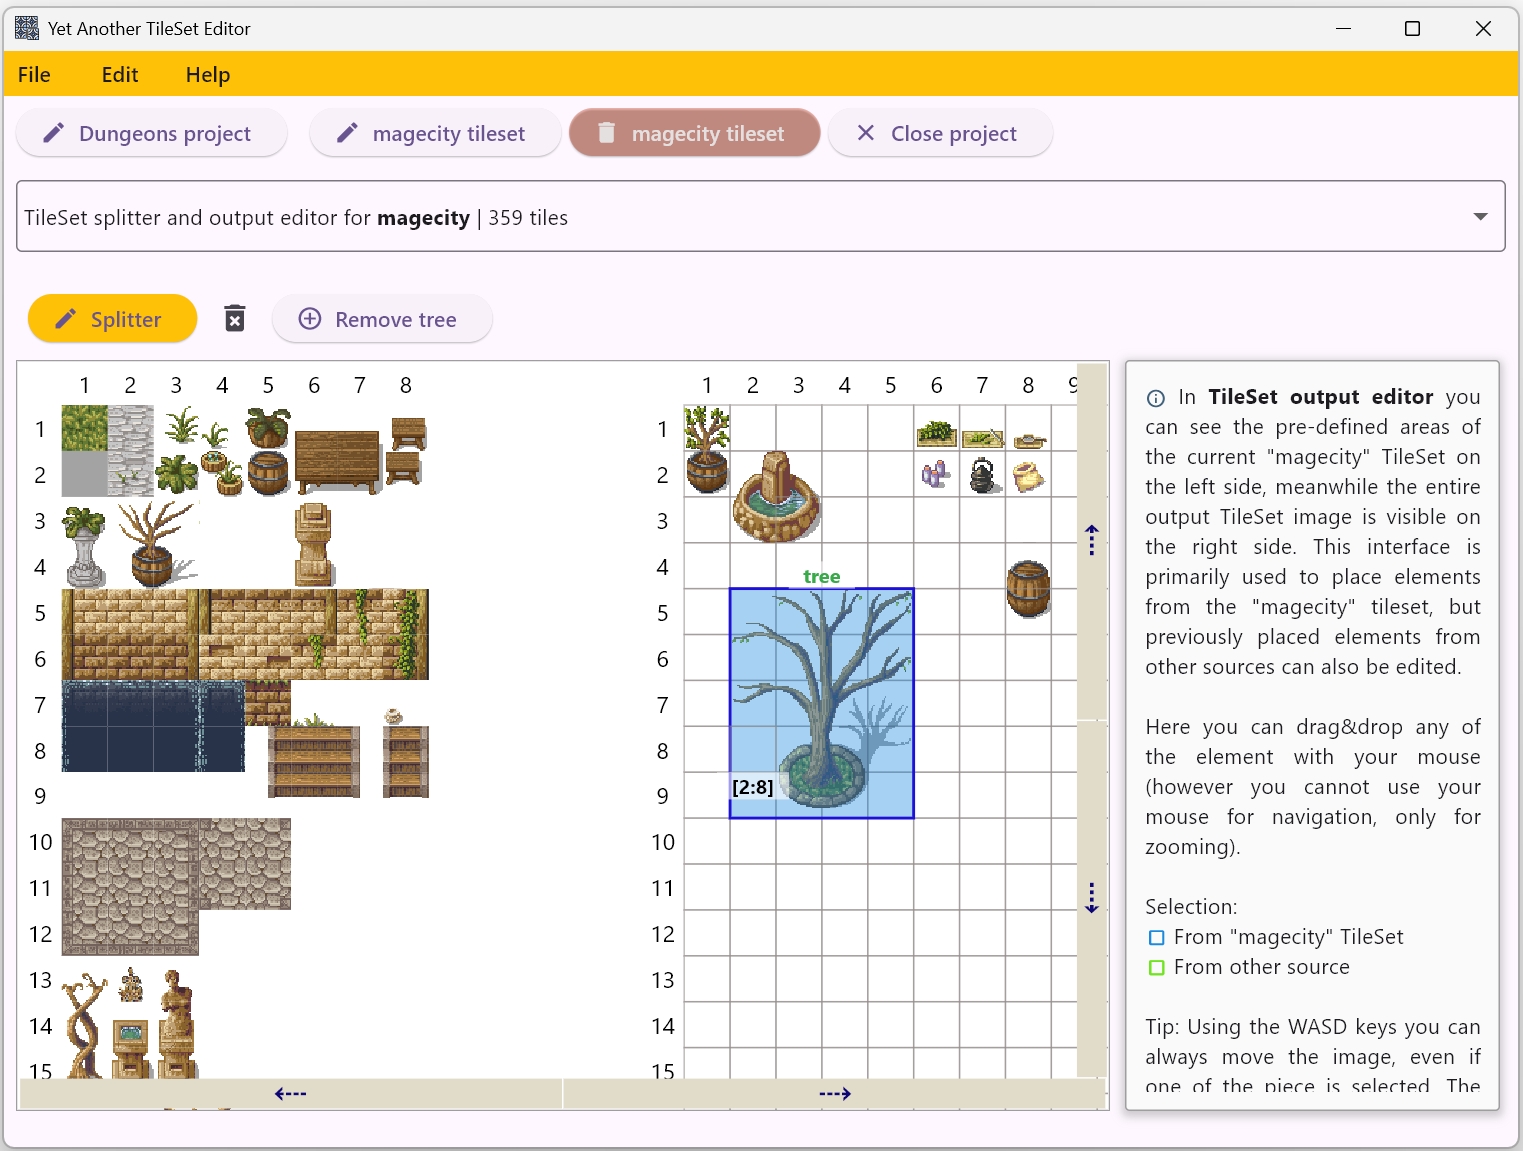 Yet Another TileSet Editor
File Edit Help
Dungeons project magecity tileset magecity tileset Close project
TileSet splitter and output editor for magecity | 359 tiles
Splitter Remove tree
1 2 3 4 5 6 7 8
1
2
3
4
5
6
7
8
9
10
11
12
13
14
15
1 2 3 4 5 6 7 8 9
1
2
3
4
tree
5
6
7
8
[2:8]
9
10
11
12
13
14
15
In TileSet output editor you
can see the pre-defined areas of
the current "magecity" TileSet on
the left side, meanwhile the entire
output TileSet image is visible on
the right side. This interface is
primarily used to place elements
from the "magecity" tileset, but
previously placed elements from
other sources can also be edited.
Here you can drag&drop any of
the element with your mouse
(however you cannot use your
mouse for navigation, only for
zooming).
Selection:
From "magecity" TileSet
From other source
Tip: Using the WASD keys you can
always move the image, even if
one of the piece is selected. The